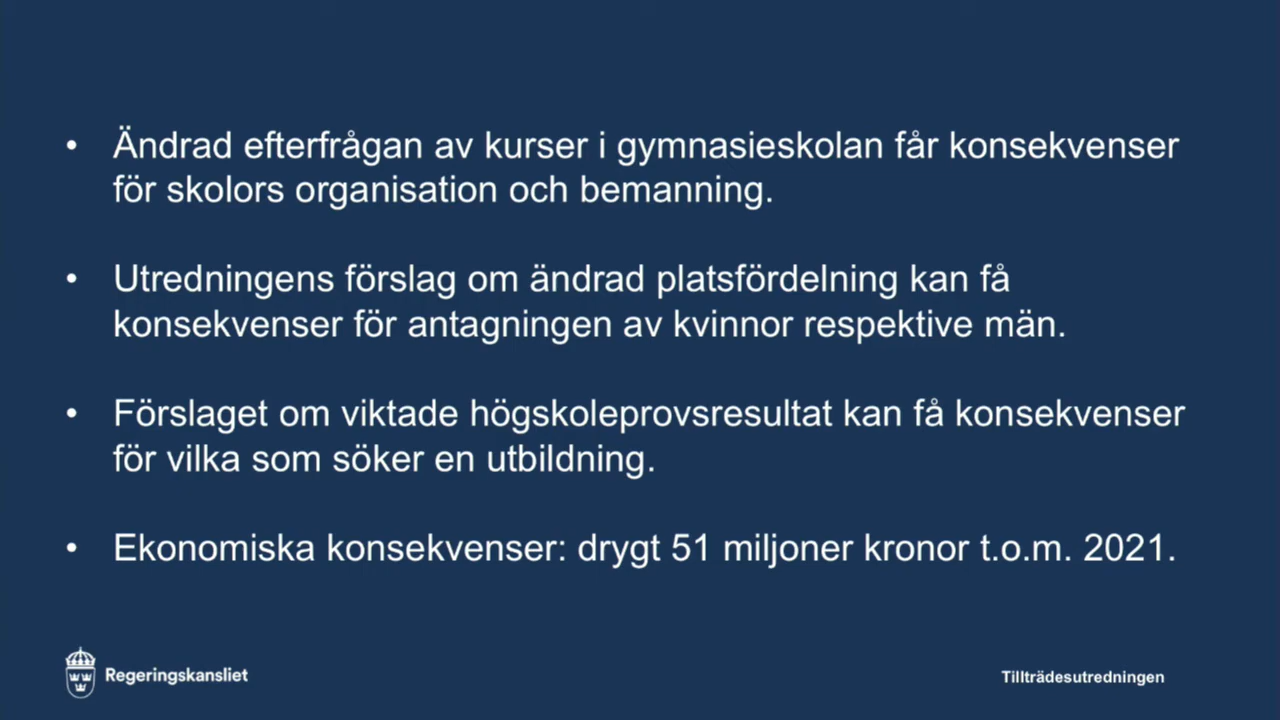 • Ändrad efterfrågan av kurser i gymnasieskolan får konsekvenser
för skolors organisation och bemanning.
• Utredningens förslag om ändrad platsfördelning kan få
konsekvenser för antagningen av kvinnor respektive män.
• Förslaget om viktade högskoleprovsresultat kan få konsekvenser
för vilka som söker en utbildning.
• Ekonomiska konsekvenser: drygt 51 miljoner kronor t.o.m. 2021.
Regeringskansliet
Tillträdesutredningen